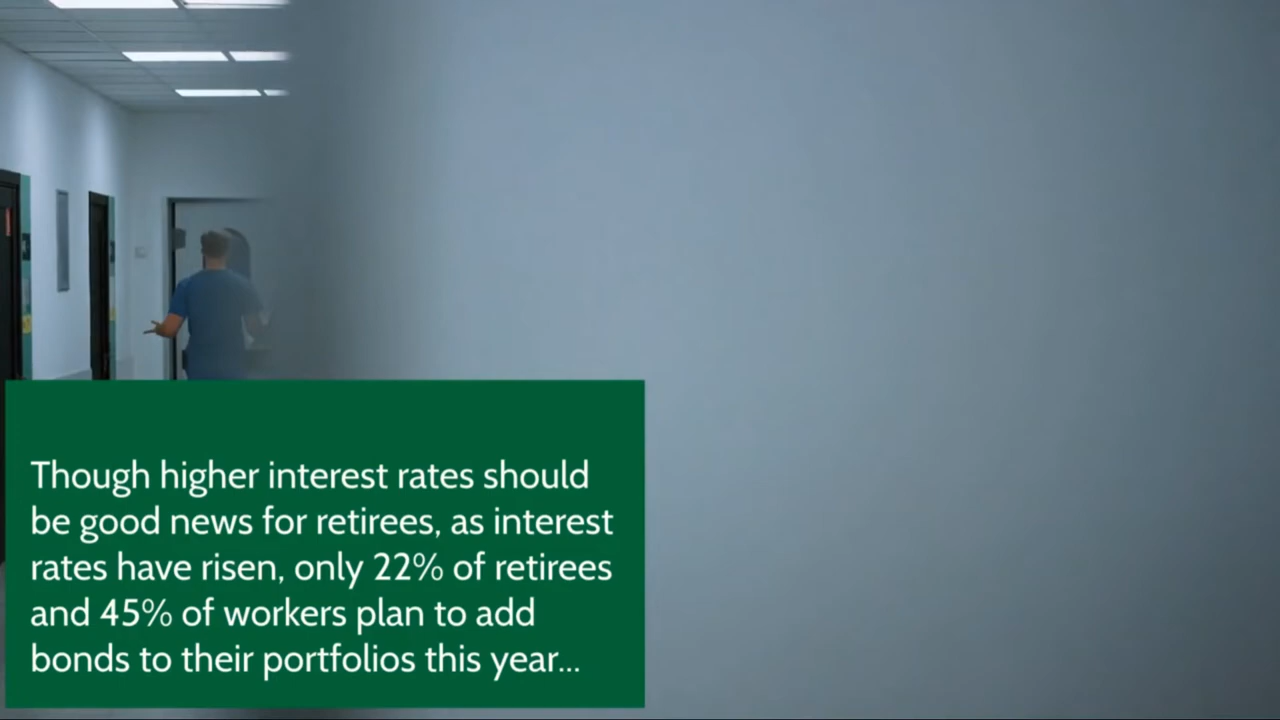 Though higher interest rates should
be good news for retirees, as interest
rates have risen, only 22% of retirees
and 45% of workers plan to add
bonds to their portfolios this year...